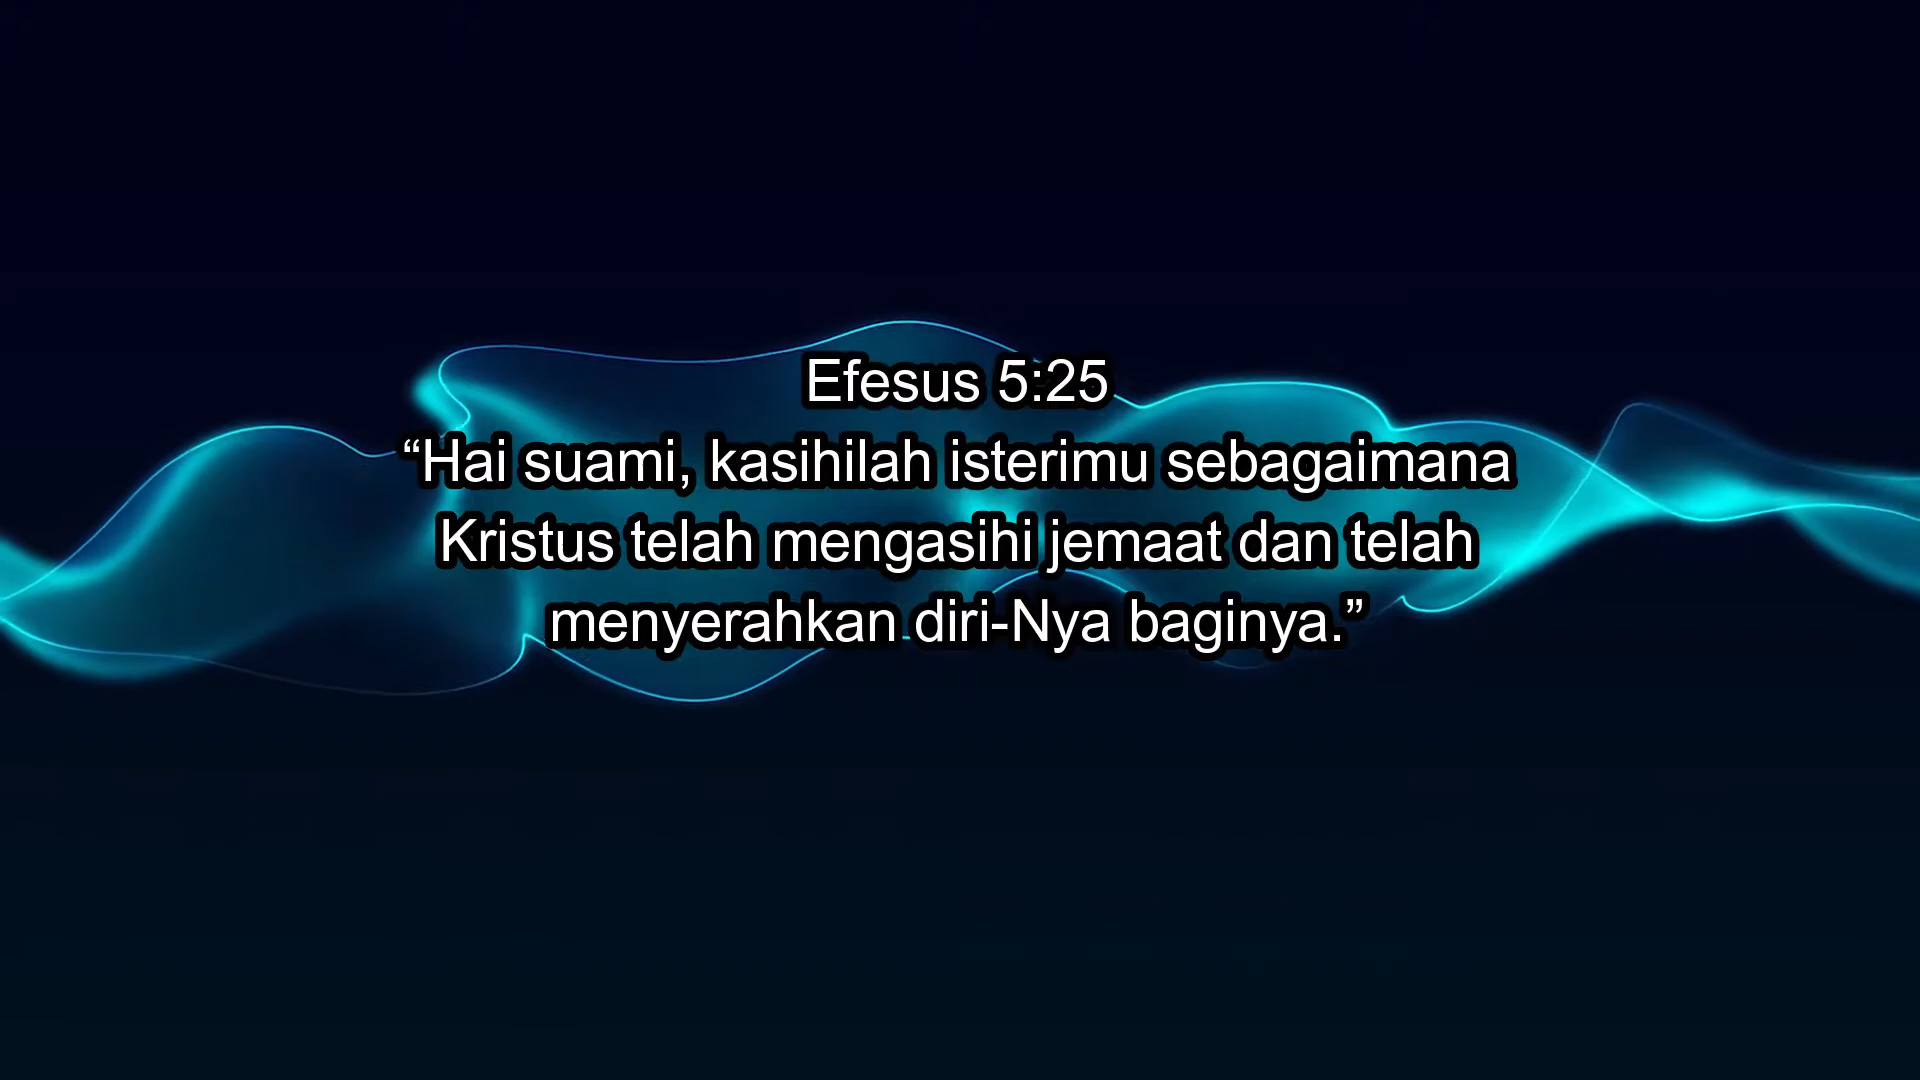 Efesus 5:25
“Hai suami, kasihilah isterimu sebagaimana
Kristus telah mengasihi jemaat dan telah
menyerahkan diri-Nya baginya.”